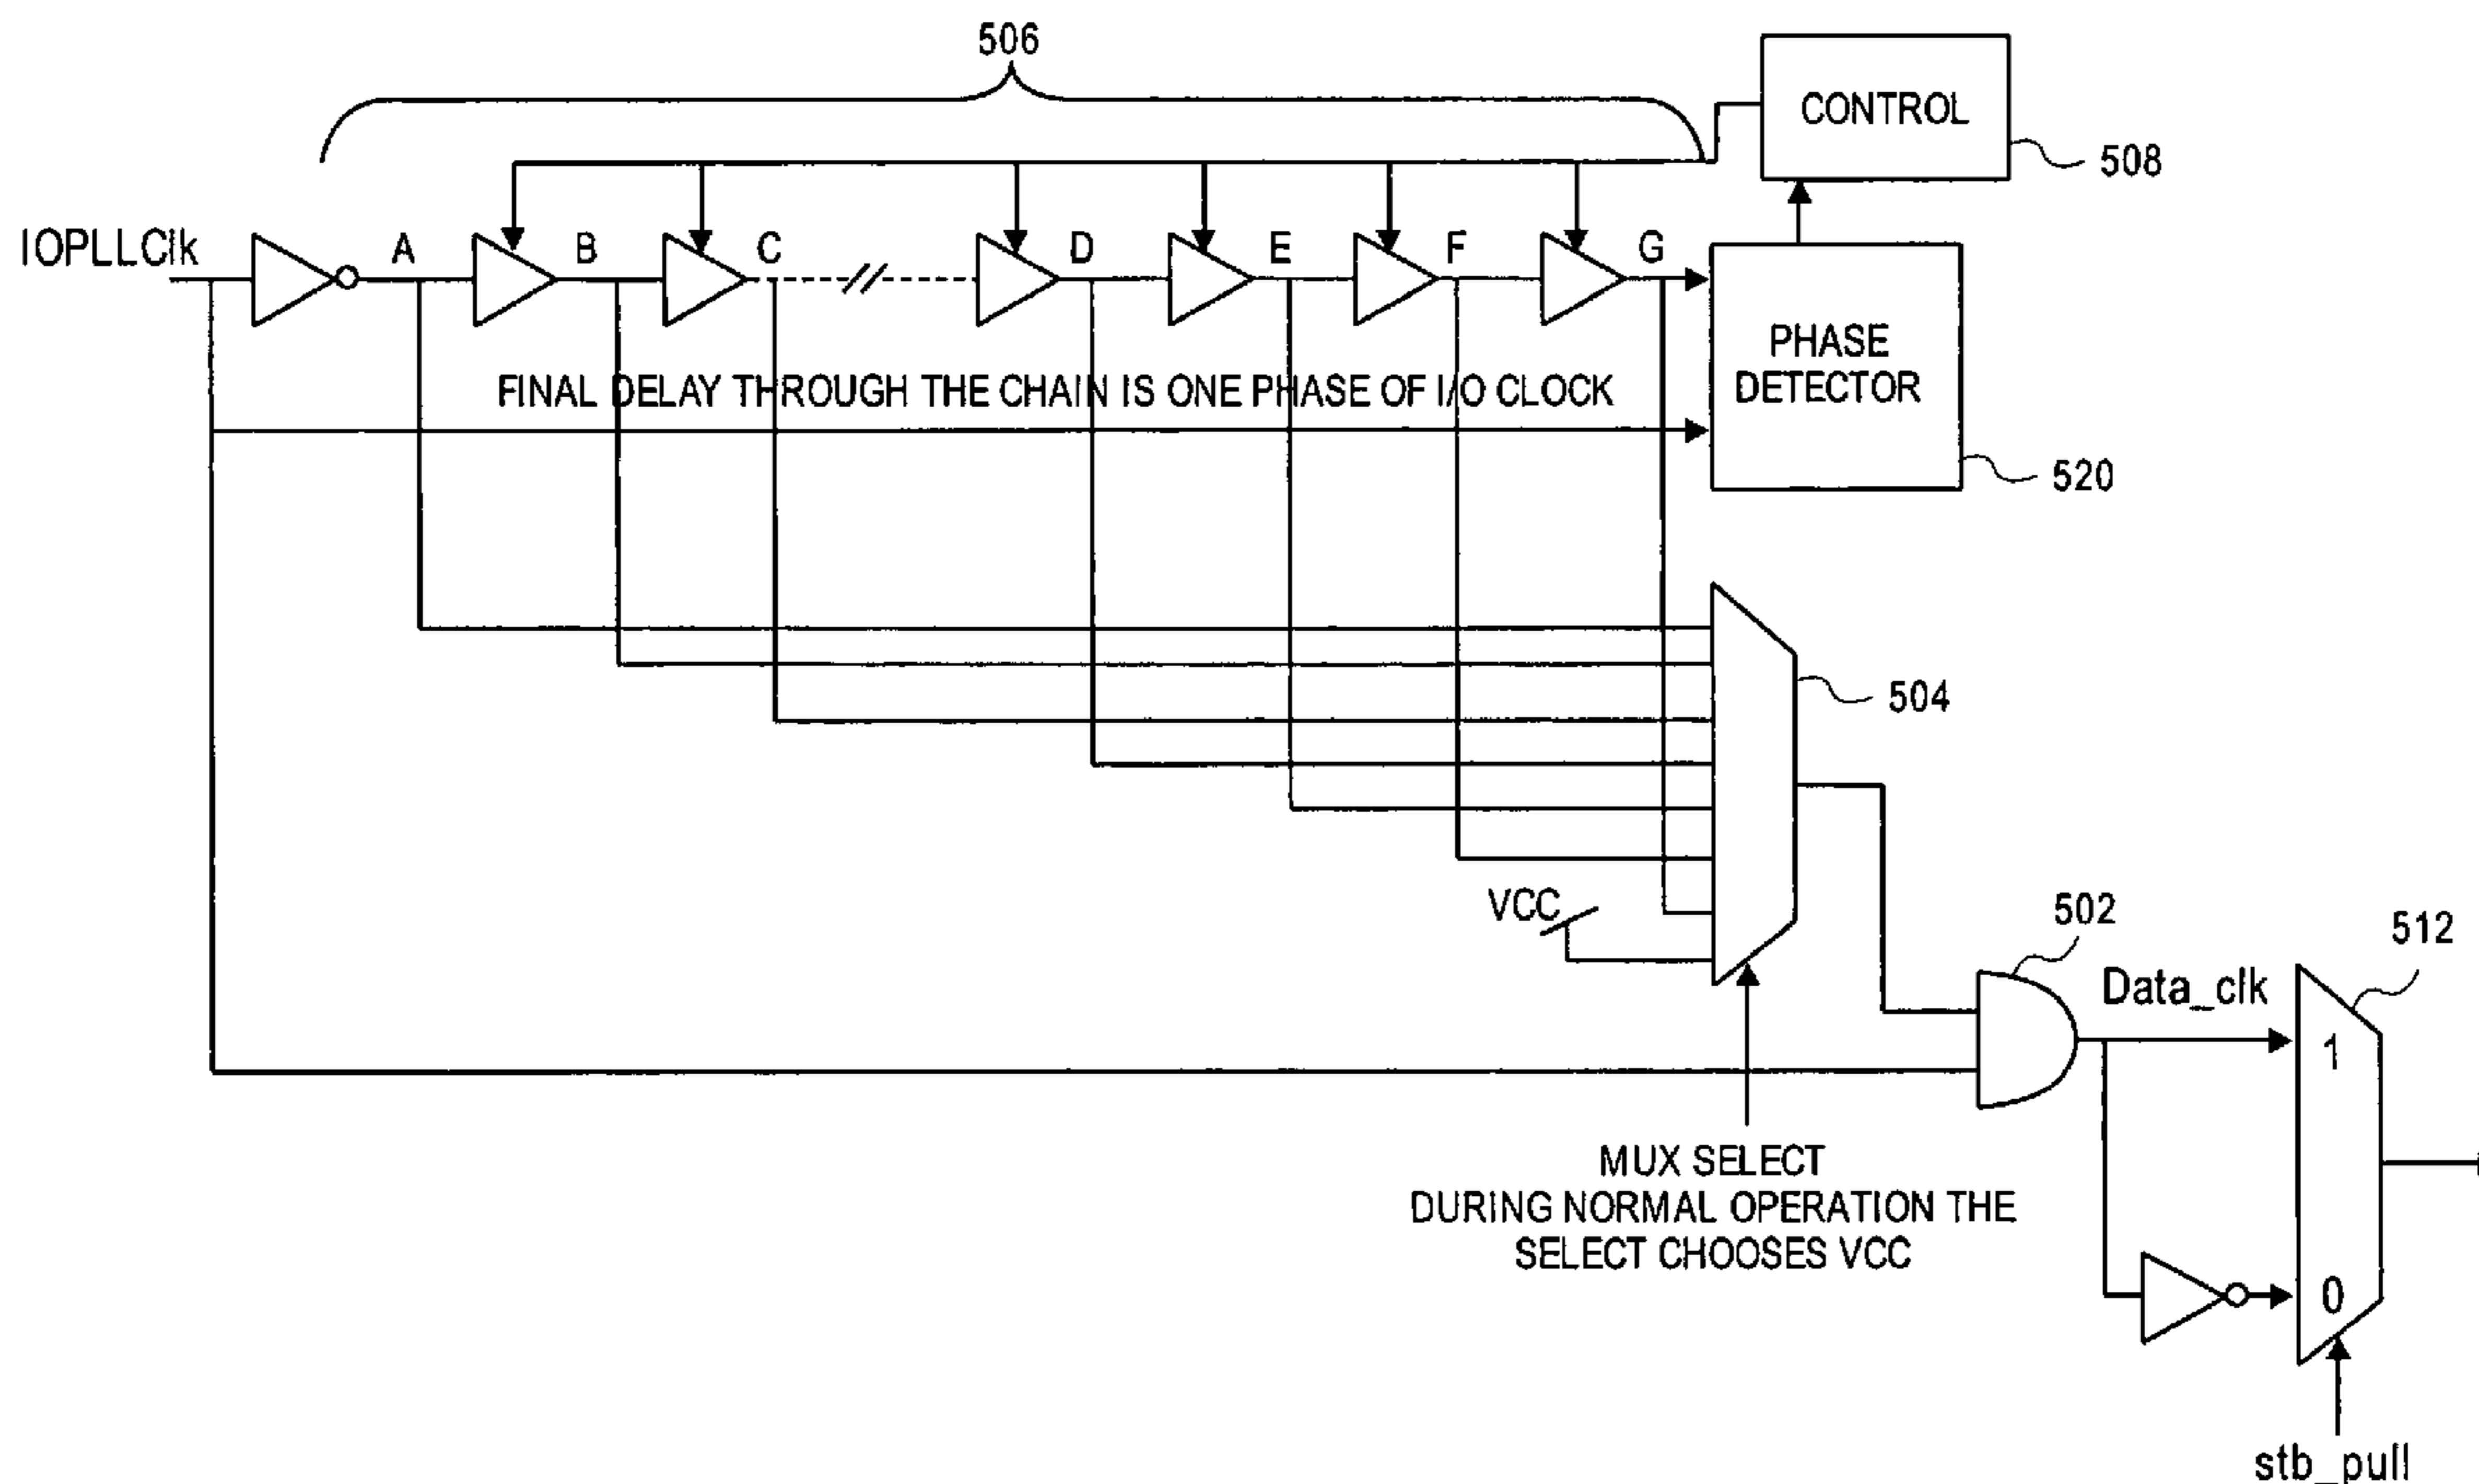 506
CONTROL
508
IOPLLClk
A
B
C
D
E
F
G
PHASE
DETECTOR
FINAL DELAY THROUGH THE CHAIN IS ONE PHASE OF I/O CLOCK
520
504
VCC
502
512
Data_clk
1
MUX SELECT
DURING NORMAL OPERATION THE
SELECT CHOOSES VCC
0
stb_pull